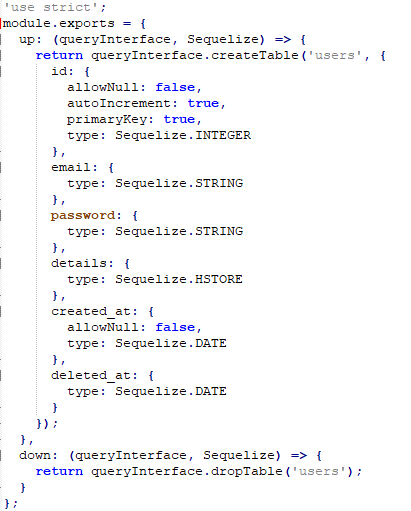 'use strict';
module.exports = {
  up: (queryInterface, Sequelize) => {
    return queryInterface.createTable('users', {
      id: {
        allowNull: false,
        autoIncrement: true,
        primaryKey: true,
        type: Sequelize.INTEGER
      },
      email: {
        type: Sequelize.STRING
      },
      password: {
        type: Sequelize.STRING
      },
      details: {
        type: Sequelize.HSTORE
      },
      created_at: {
        allowNull: false,
        type: Sequelize.DATE
      },
      deleted_at: {
        type: Sequelize.DATE
      }
    });
  },
  down: (queryInterface, Sequelize) => {
    return queryInterface.dropTable('users');
  }
};